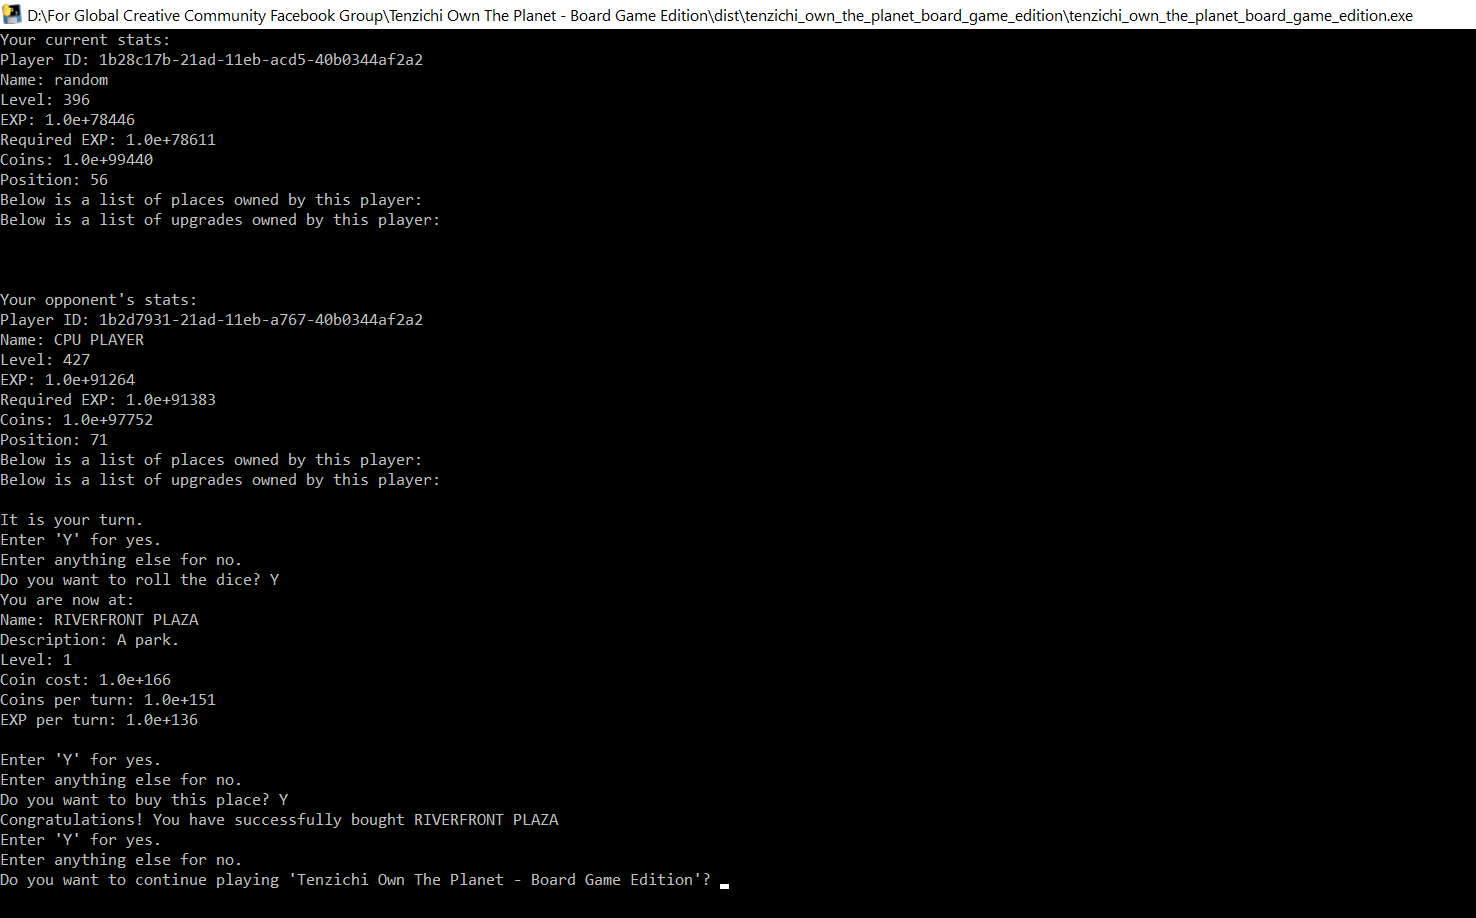 D:\For Global Creative Community Facebook Group\Tenzichi Own The Planet - Board Game Edition\dist\tenzichi_own_the_planet_board_game_edition\tenzichi_own_the_planet_board_game_edition.exe
Your current stats:
Player ID: 1b28c17b-21ad-11eb-acd5-40b0344af2a2
Name: random
Level: 396
EXP: 1.0e+78446
Required EXP: 1.0e+78611
Coins: 1.0e+99440
Position: 56
Below is a list of places owned by this player:
Below is a list of upgrades owned by this player:
Your opponent's stats:
Player ID: 1b2d7931-21ad-11eb-a767-40b0344af2a2
Name: CPU PLAYER
Level: 427
EXP: 1.0e+91264
Required EXP: 1.0e+91383
Coins: 1.0e+97752
Position: 71
Below is a list of places owned by this player:
Below is a list of upgrades owned by this player:
It is your turn.
Enter 'Y' for yes.
Enter anything else for no.
Do you want to roll the dice? Y
You are now at:
Name: RIVERFRONT PLAZA
Description: A park.
Level: 1
Coin cost: 1.0e+166
Coins per turn: 1.0e+151
EXP per turn: 1.0e+136
Enter 'Y' for yes.
Enter anything else for no.
Do you want to buy this place? Y
Congratulations! You have successfully bought RIVERFRONT PLAZA
Enter 'Y' for yes.
Enter anything else for no.
Do you want to continue playing 'Tenzichi Own The Planet - Board Game Edition'?